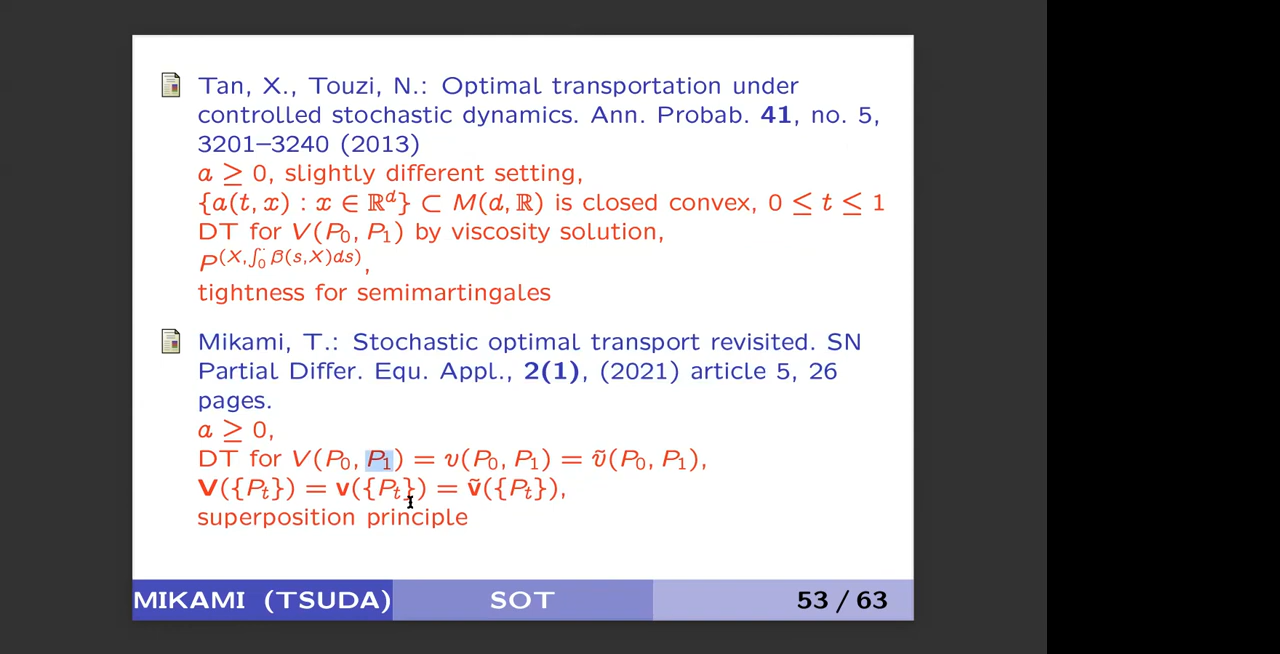 Tan, X., Touzi, N.: Optimal transportation under
controlled stochastic dynamics. Ann. Probab. 41, no. 5,
3201–3240 (2013)
a ≥ 0, slightly different setting,
{a(t, x) : x ∈ ℝᵈ} ⊂ M(d, ℝ) is closed convex, 0 ≤ t ≤ 1
DT for V(P₀, P₁) by viscosity solution,
P^(X,∫₀^· β(s,X)ds),
tightness for semimartingales
Mikami, T.: Stochastic optimal transport revisited. SN
Partial Differ. Equ. Appl., 2(1), (2021) article 5, 26
pages.
a ≥ 0,
DT for V(P₀, P₁) = v(P₀, P₁) = ṽ(P₀, P₁),
V({Pₜ}) = v({Pₜ}) = ṽ({Pₜ}),
superposition principle
MIKAMI (TSUDA) SOT 53 / 63